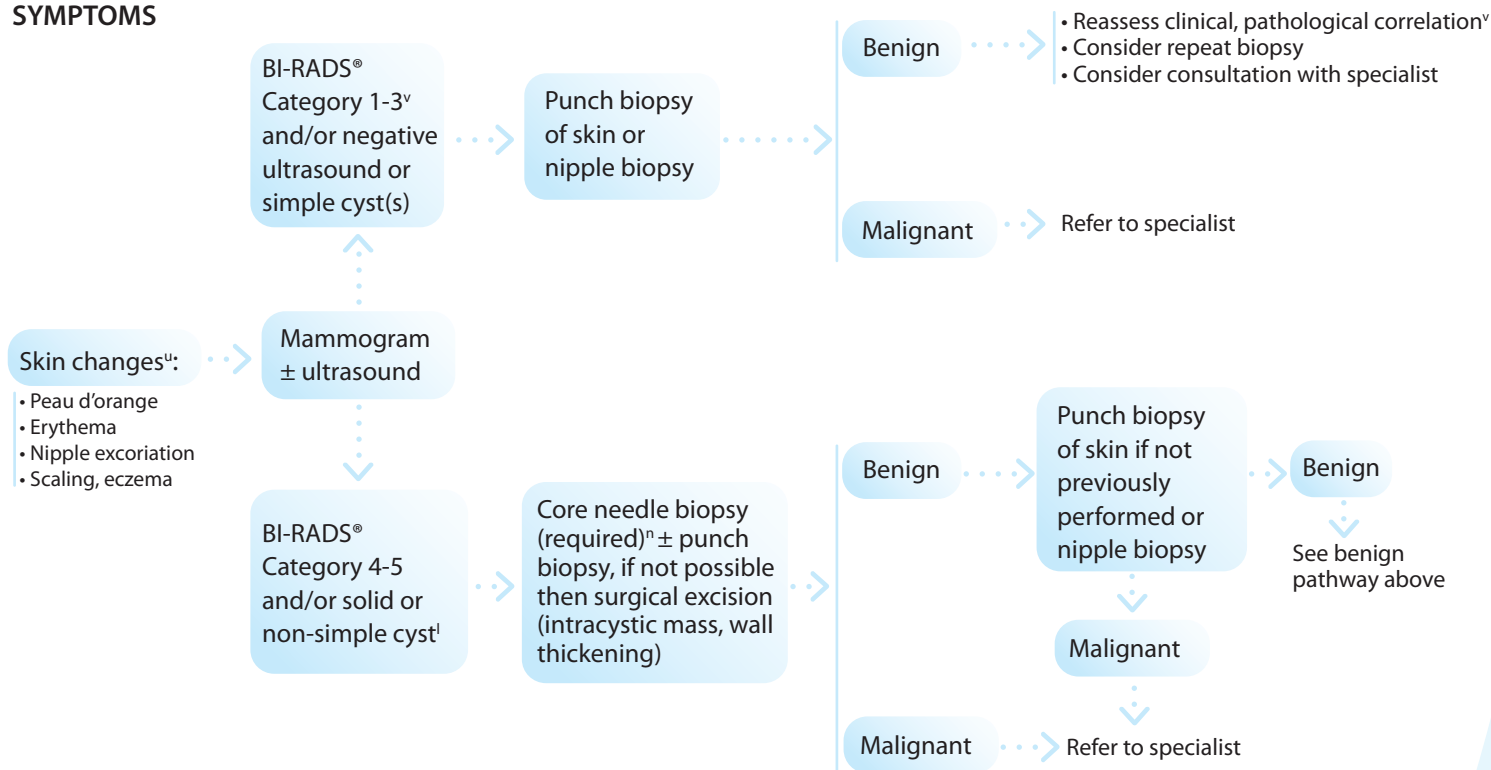 SYMPTOMS
Skin changesᵘ:
• Peau d’orange
• Erythema
• Nipple excoriation
• Scaling, eczema
Mammogram
± ultrasound
BI-RADS®
Category 1-3ᵛ
and/or negative
ultrasound or
simple cyst(s)
Punch biopsy
of skin or
nipple biopsy
Benign
• Reassess clinical, pathological correlationᵛ
• Consider repeat biopsy
• Consider consultation with specialist
Malignant
Refer to specialist
BI-RADS®
Category 4-5
and/or solid or
non-simple cystˡ
Core needle biopsy
(required)ⁿ ± punch
biopsy, if not possible
then surgical excision
(intracystic mass, wall
thickening)
Benign
Punch biopsy
of skin if not
previously
performed or
nipple biopsy
Benign
See benign
pathway above
Malignant
Malignant
Refer to specialist